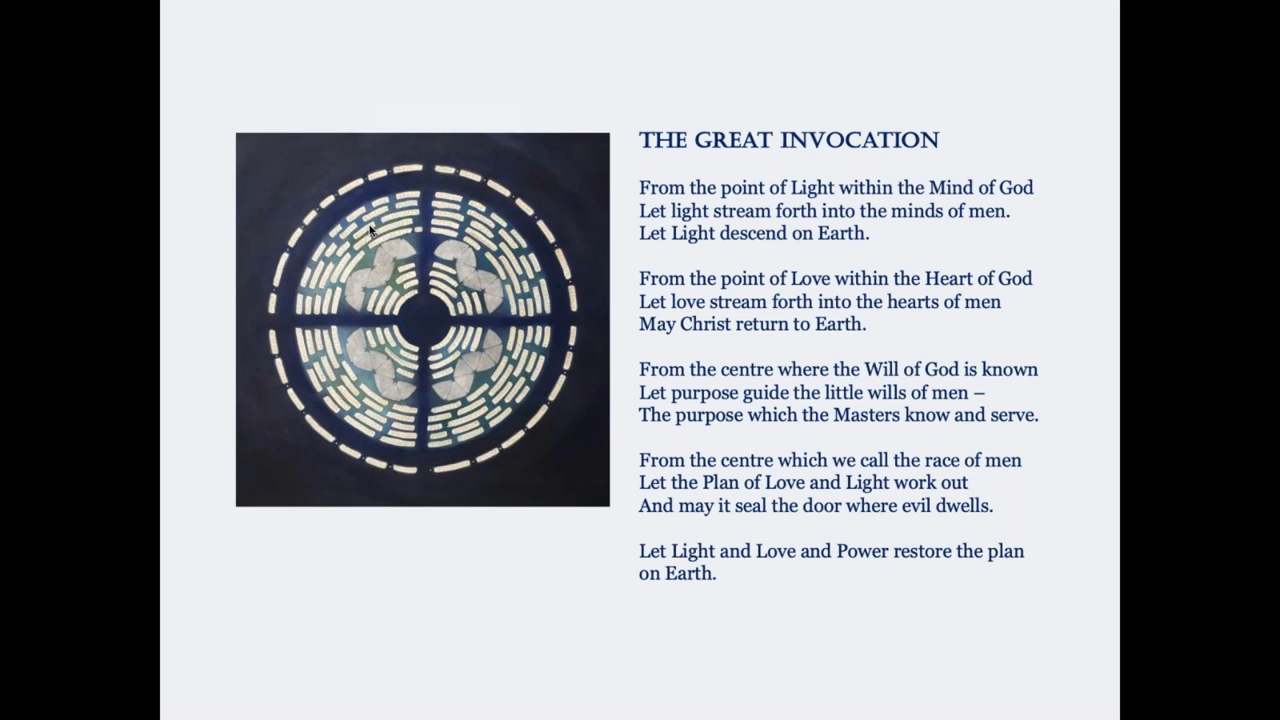 THE GREAT INVOCATION
From the point of Light within the Mind of God
Let light stream forth into the minds of men.
Let Light descend on Earth.
From the point of Love within the Heart of God
Let love stream forth into the hearts of men
May Christ return to Earth.
From the centre where the Will of God is known
Let purpose guide the little wills of men –
The purpose which the Masters know and serve.
From the centre which we call the race of men
Let the Plan of Love and Light work out
And may it seal the door where evil dwells.
Let Light and Love and Power restore the plan
on Earth.